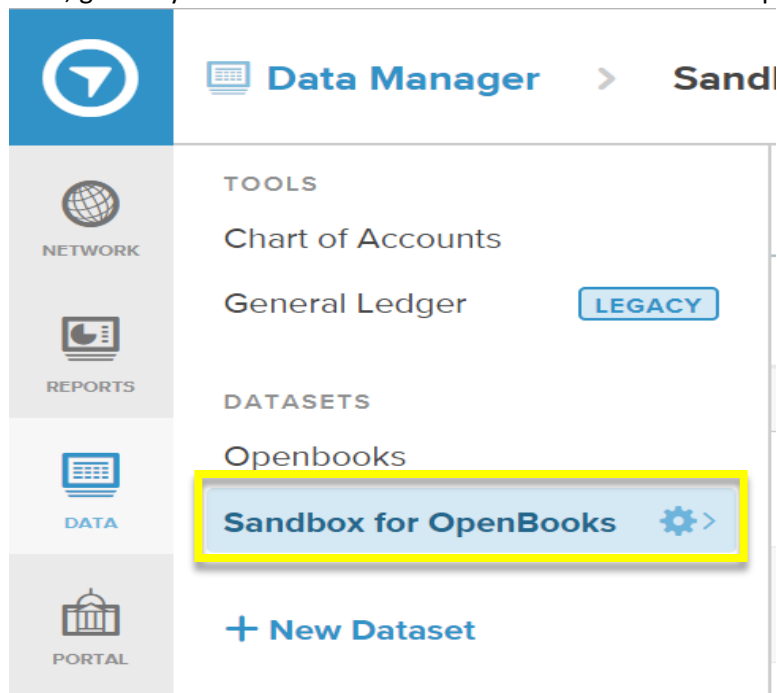 Data Manager > Sand
TOOLS
NETWORK
Chart of Accounts
General Ledger LEGACY
REPORTS
DATASETS
Openbooks
DATA
Sandbox for OpenBooks >
+ New Dataset
PORTAL